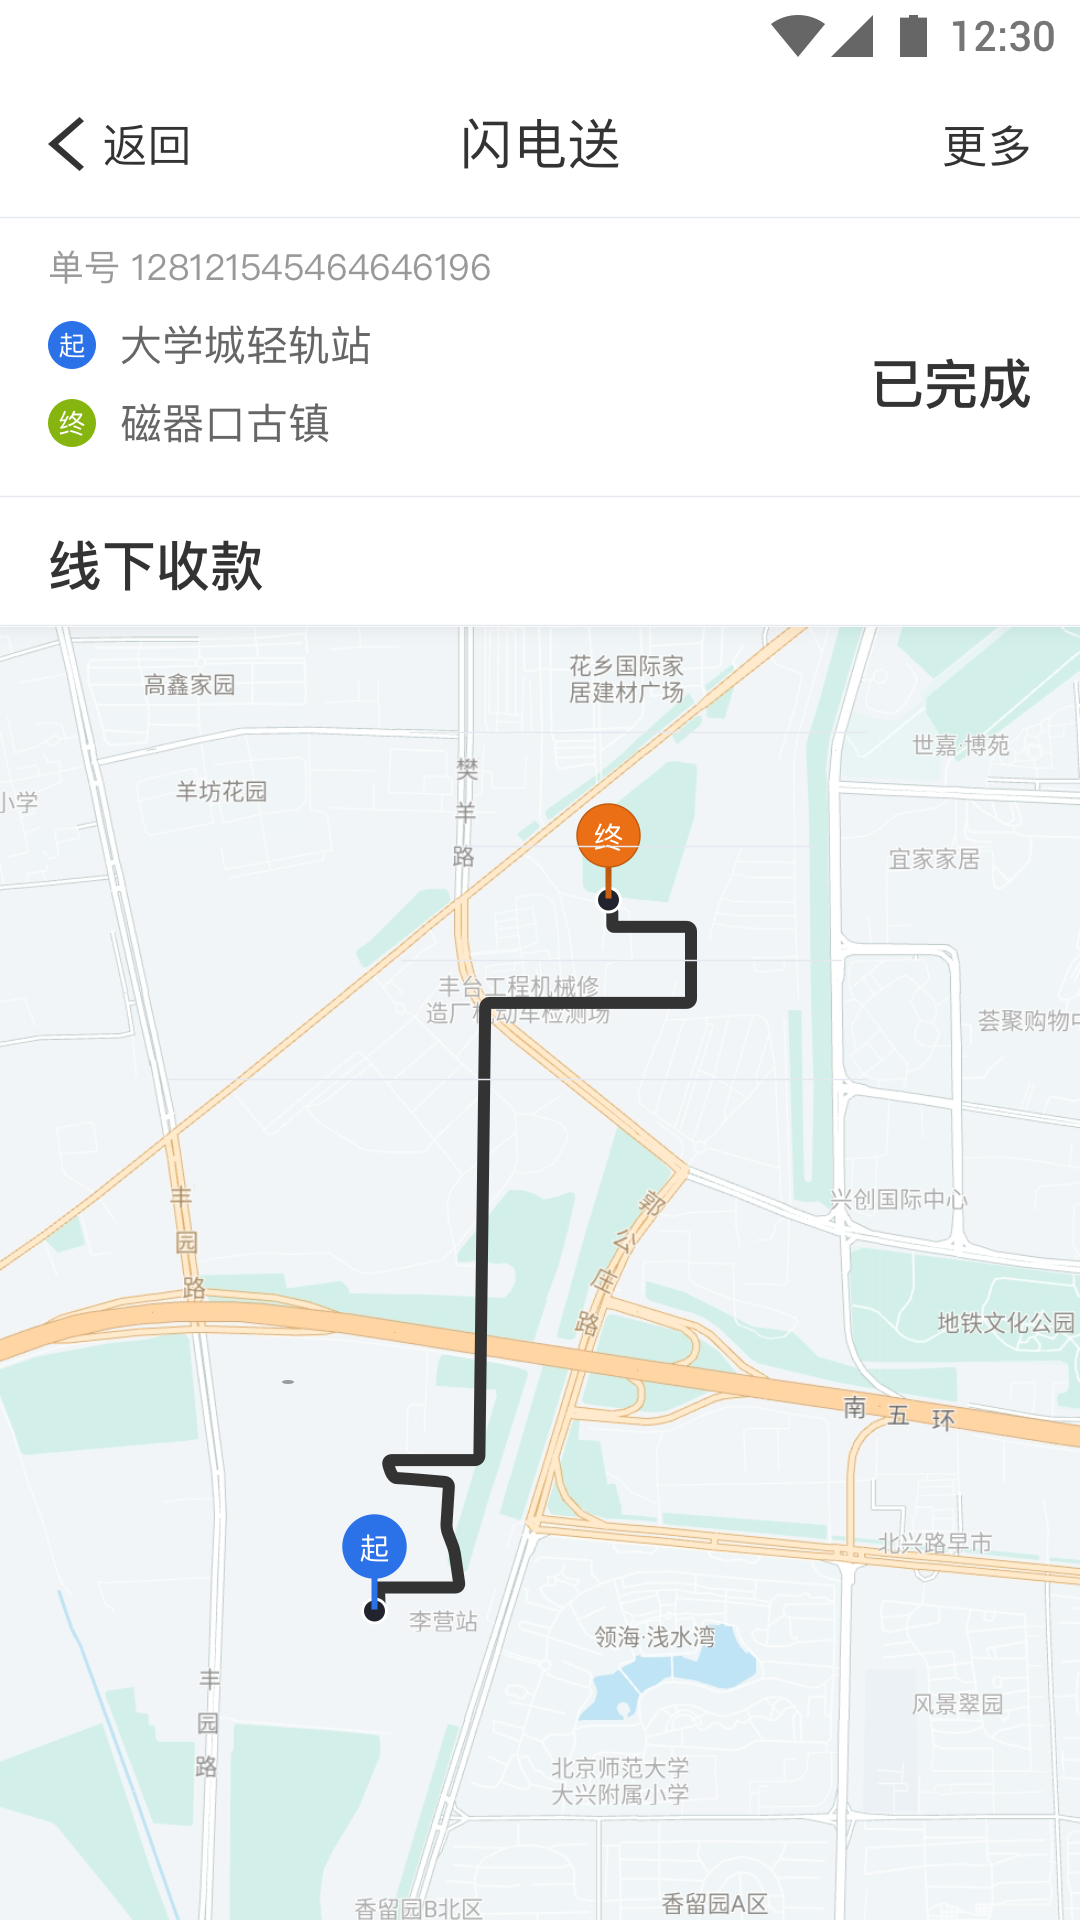 12:30
返回
闪电送
更多
单号 128121545464646196
起 大学城轻轨站
已完成
终 磁器口古镇
线下收款
花乡国际家
居建材广场
高鑫家园
世嘉·博苑
樊羊路
羊坊花园
小学
终
宜家家居
丰台工程机械修
造厂机动车检测场
荟聚购物中
丰园路
郭公庄路
兴创国际中心
地铁文化公园
南五环
起
北兴路早市
李营站
领海·浅水湾
丰园路
风景翠园
北京师范大学
大兴附属小学
香留园A区
香留园B北区